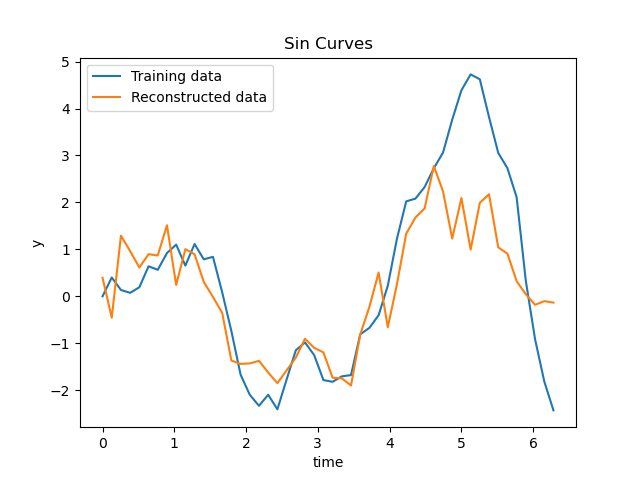 Sin Curves
Training data
Reconstructed data
y
5
4
3
2
1
0
−1
−2
0 1 2 3 4 5 6
time